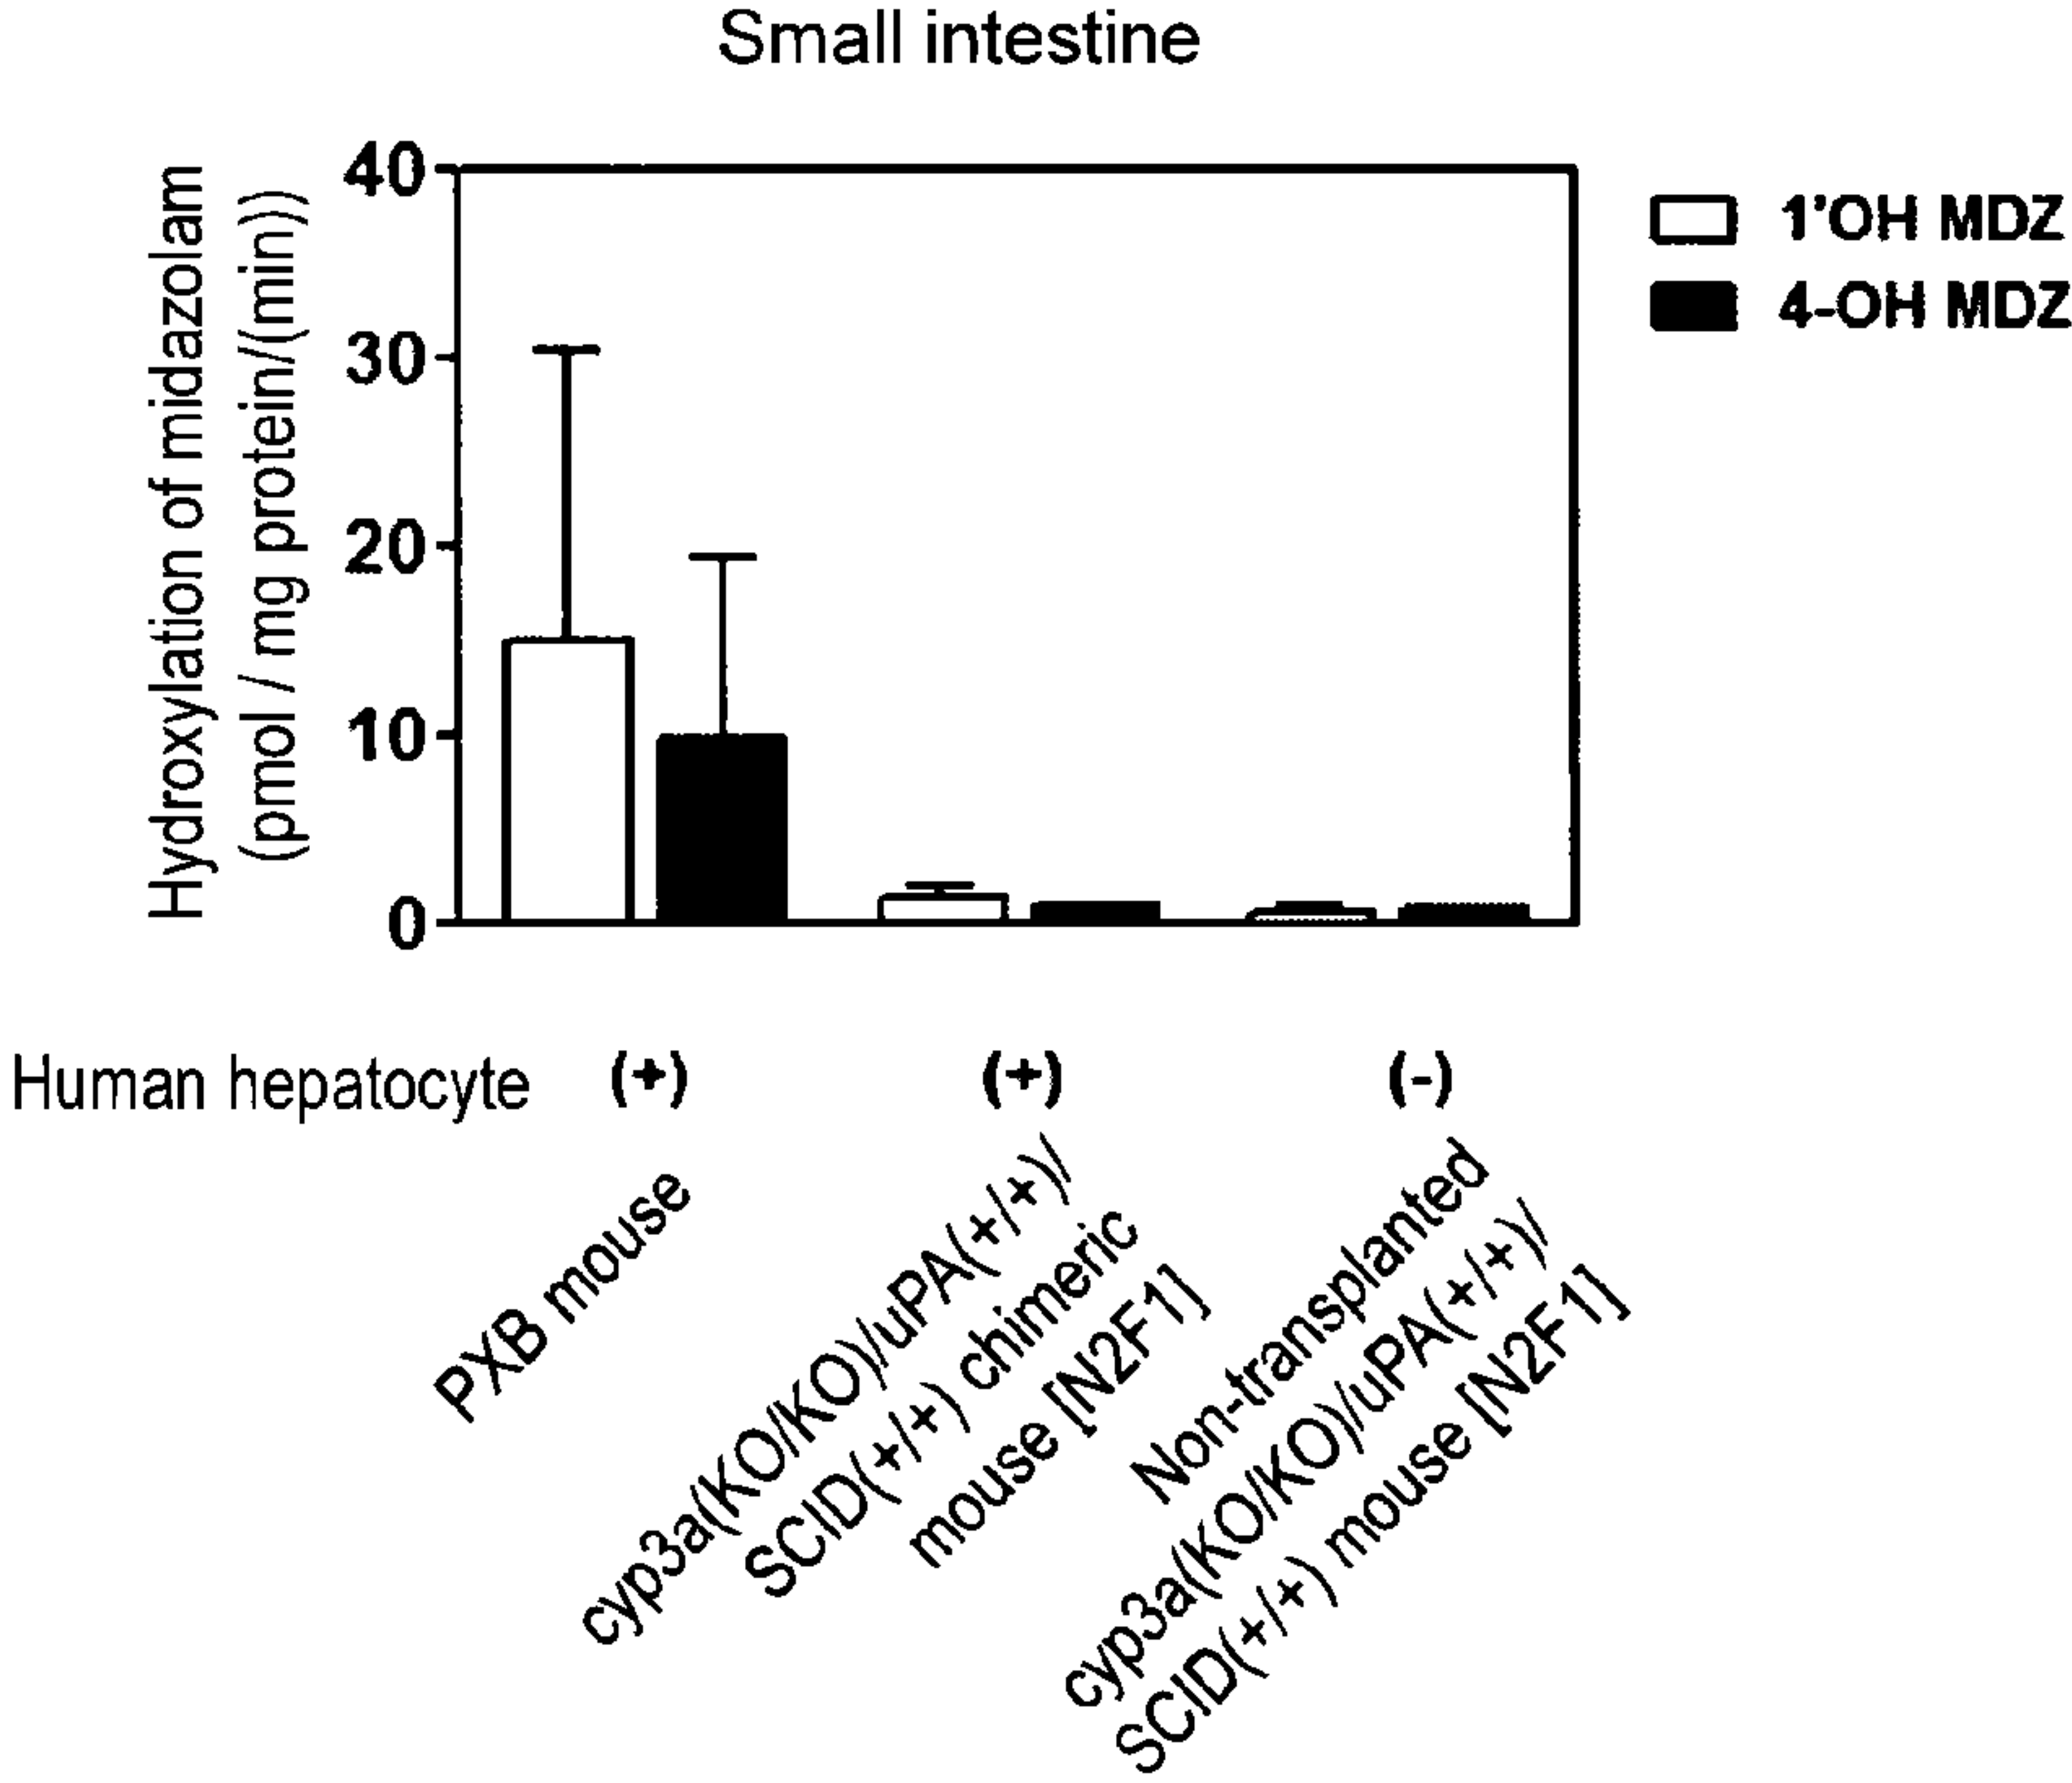 Small intestine
Hydroxylation of midazolam
(pmol / mg protein/(min))
40
30
20
10
0
1'OH MDZ
4-OH MDZ
Human hepatocyte (+) (+) (-)
PXB mouse
cyp3a(KO/KO)/uPA(+/+)/
SCID(+/+) chimeric
mouse [N2F1]
Non-transplanted
cyp3a(KO/KO)/uPA(+/+)/
SCID(+/+) mouse [N2F1]